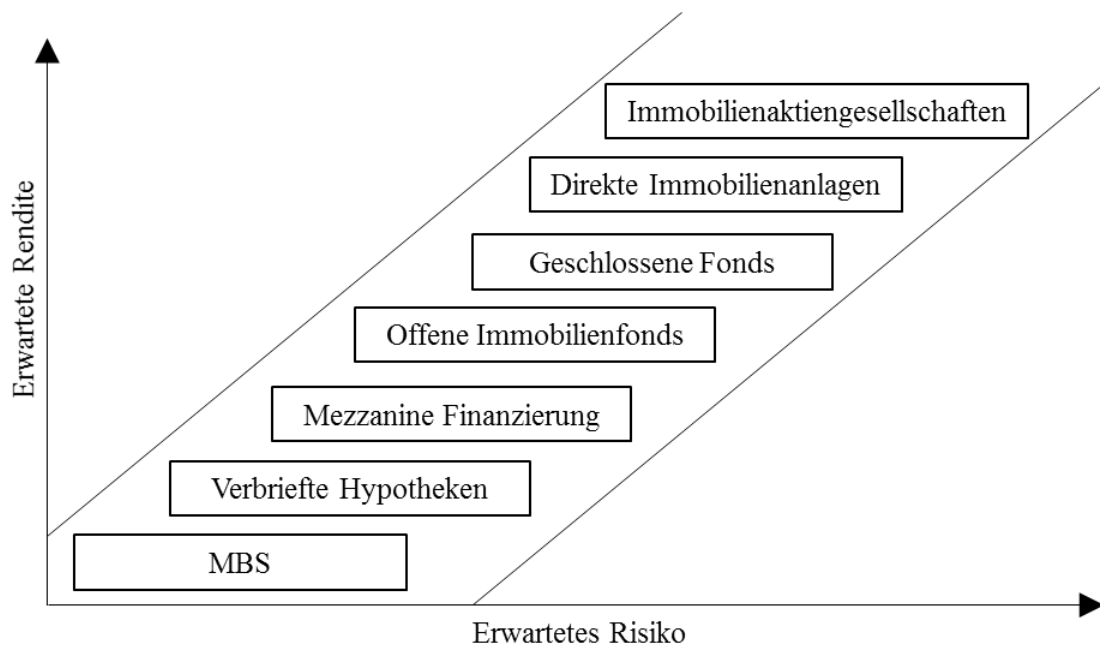 Immobilienaktiengesellschaften
Direkte Immobilienanlagen
Geschlossene Fonds
Offene Immobilienfonds
Mezzanine Finanzierung
Verbriefte Hypotheken
MBS
Erwartete Rendite
Erwartetes Risiko